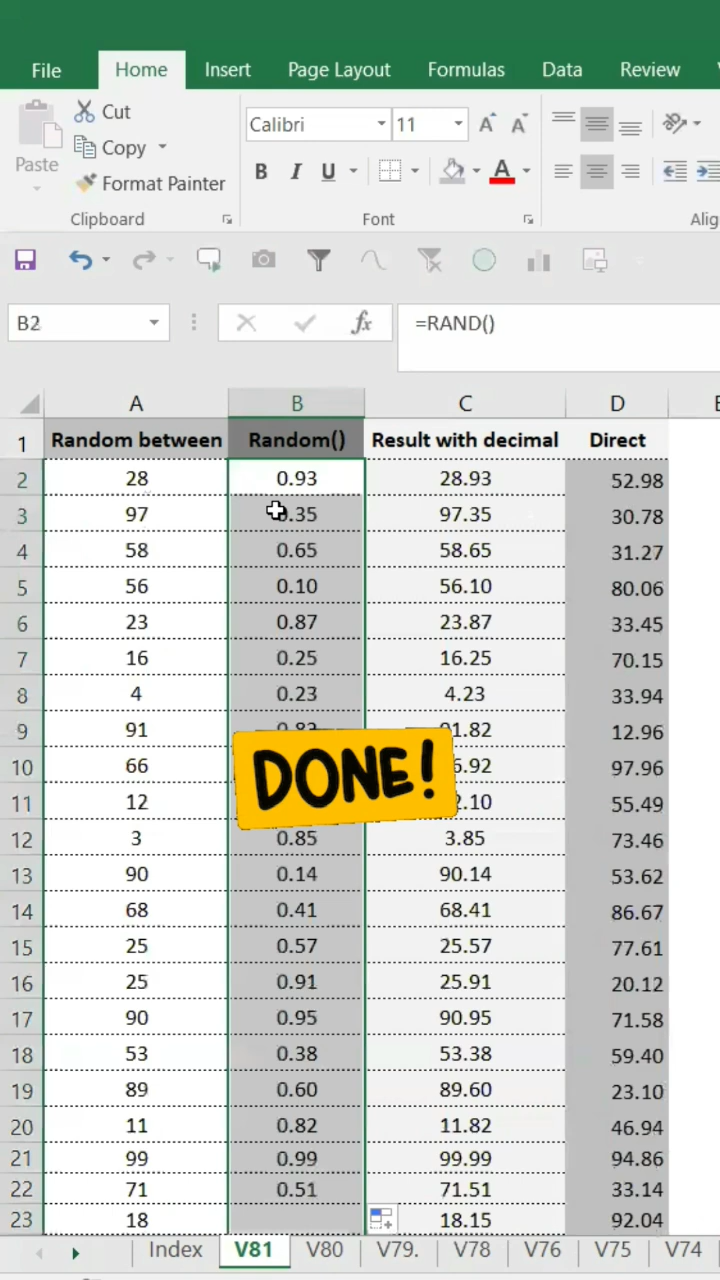 File Home Insert Page Layout Formulas Data Review
Cut
Paste Copy
Format Painter
Calibri 11
B I U A
Clipboard Font
B2 fx =RAND()
A B C D
1 Random between Random() Result with decimal Direct
2 28 0.93 28.93 52.98
3 97 .35 97.35 30.78
4 58 0.65 58.65 31.27
5 56 0.10 56.10 80.06
6 23 0.87 23.87 33.45
7 16 0.25 16.25 70.15
8 4 0.23 4.23 33.94
9 91 91.82 12.96
10 66 6.92 97.96
DONE!
11 12 2.10 55.49
12 3 0.85 3.85 73.46
13 90 0.14 90.14 53.62
14 68 0.41 68.41 86.67
15 25 0.57 25.57 77.61
16 25 0.91 25.91 20.12
17 90 0.95 90.95 71.58
18 53 0.38 53.38 59.40
19 89 0.60 89.60 23.10
20 11 0.82 11.82 46.94
21 99 0.99 99.99 94.86
22 71 0.51 71.51 33.14
23 18 18.15 92.04
Index V81 V80 V79. V78 V76 V75 V74